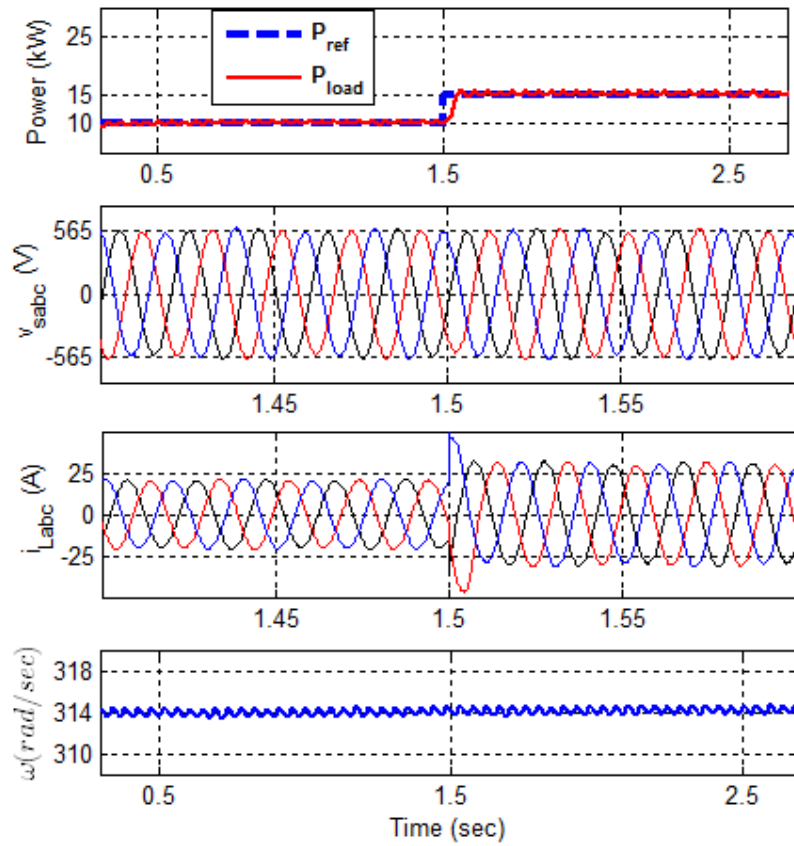 Power (kW)
25
15
10
P_ref
P_load
0.5 1.5 2.5
v_sabc (V)
565
0
-565
1.45 1.5 1.55
i_Labc (A)
25
0
-25
1.45 1.5 1.55
ω(rad/sec)
318
314
310
0.5 1.5 2.5
Time (sec)